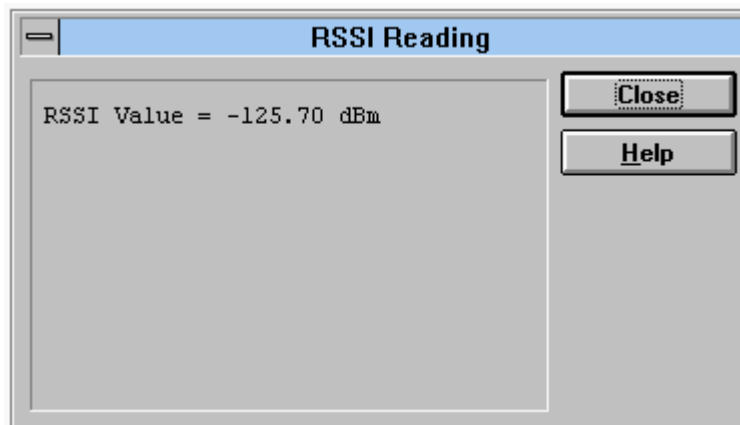 RSSI Reading
RSSI Value = -125.70 dBm
Close
Help